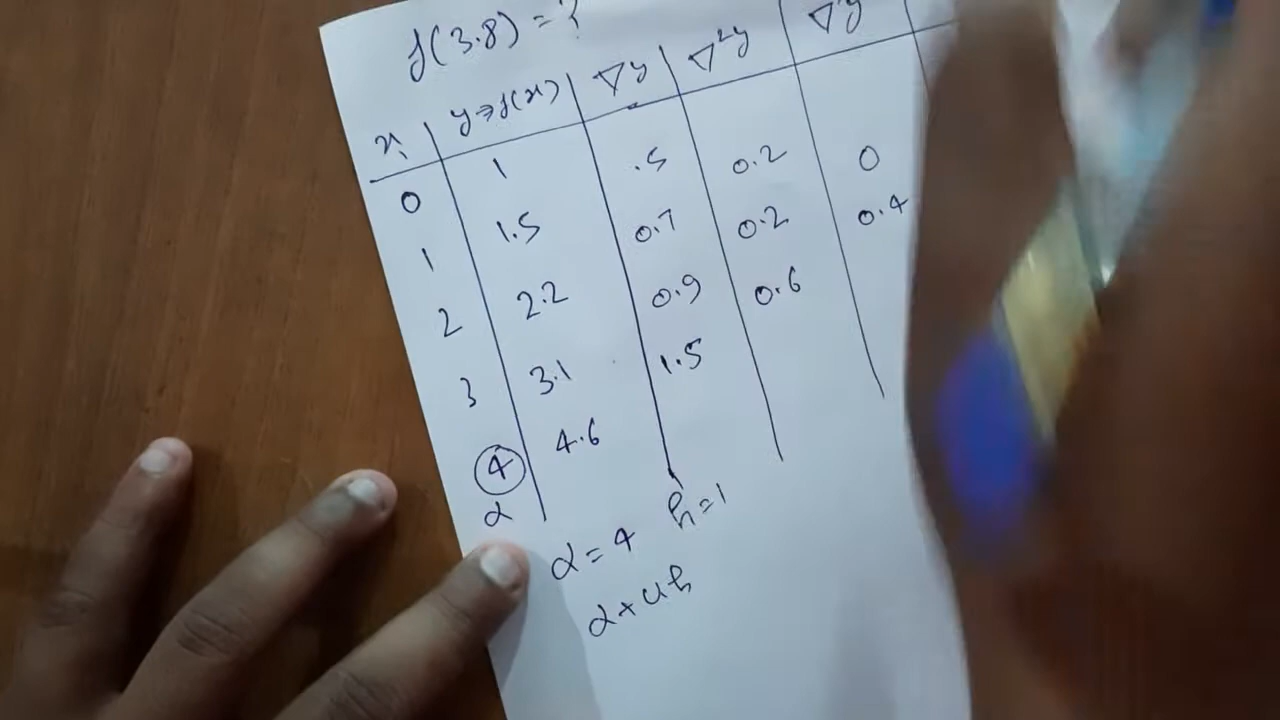 f(3.8) = ?
x y ⇒ f(x) ∇y ∇²y ∇³y
0 1 .5 0.2 0
1 1.5 0.7 0.2 0.4
2 2.2 0.9 0.6
3 3.1 1.5
4 4.6
α
α = 4 h = 1
α + uh